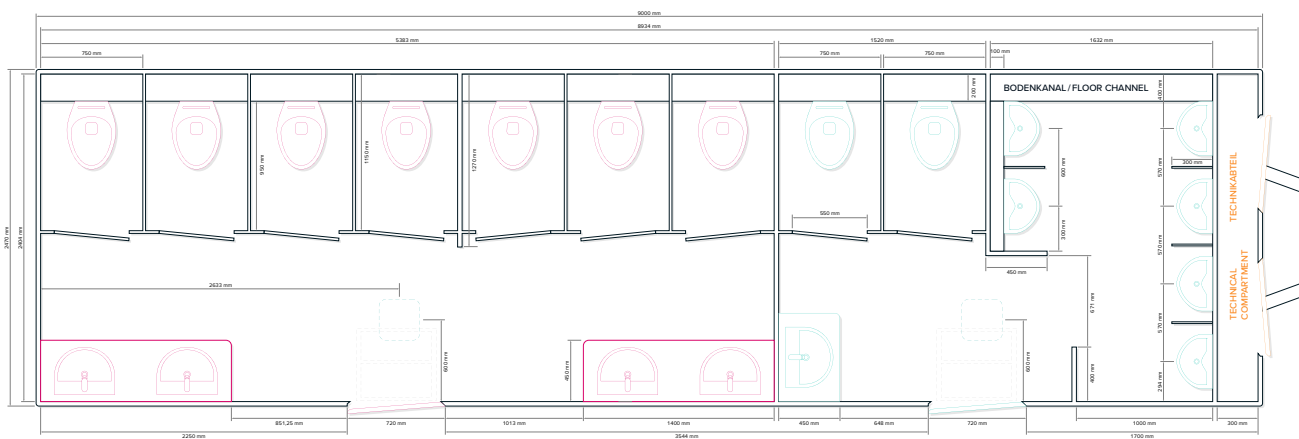 9000 mm
8934 mm
5383 mm
1520 mm
1632 mm
750 mm
750 mm
750 mm
100 mm
200 mm
400 mm
BODENKANAL / FLOOR CHANNEL
950 mm
1150 mm
1270 mm
550 mm
600 mm
300 mm
300 mm
570 mm
570 mm
570 mm
294 mm
TECHNIKABTEIL
TECHNICAL
COMPARTMENT
2470 mm
2404 mm
2633 mm
450 mm
671 mm
400 mm
600 mm
450 mm
600 mm
851,25 mm
720 mm
1013 mm
1400 mm
450 mm
648 mm
720 mm
1000 mm
300 mm
2250 mm
3544 mm
1700 mm